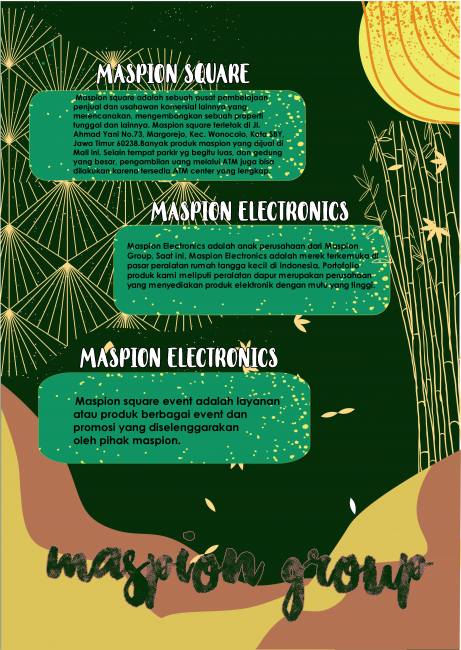 MASPION SQUARE
Maspion square adalah sebuah pusat pembelajaan
penjual dan usahawan komersial lainnya yang
merencanakan, mengembangkan sebuah properti
tunggal dan lainnya. Maspion square terletak di Jl.
Ahmad Yani No.73, Margorejo, Kec. Wonocolo, Kota SBY,
Jawa Timur 60238.Banyak produk maspion yang dijual di
Mall ini. Selain tempat parkir yg begitu luas, dan gedung
yang besar, pengambilan uang melalui ATM juga bisa
dilakukan karena tersedia ATM center yang lengkap.
MASPION ELECTRONICS
Maspion Electronics adalah anak perusahaan dari Maspion
Group. Saat ini, Maspion Electronics adalah merek terkemuka di
pasar peralatan rumah tangga kecil di Indonesia. Portofolio
produk kami meliputi peralatan dapur merupakan perusahaan
yang menyediakan produk elektronik dengan mutu yang tinggi.
MASPION ELECTRONICS
Maspion square event adalah layanan
atau produk berbagai event dan
promosi yang diselenggarakan
oleh pihak maspion.
maspion group